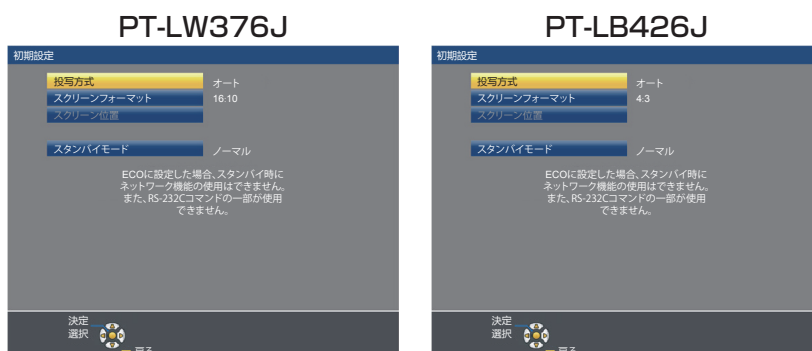 PT-LW376J
初期設定
投写方式 オート
スクリーンフォーマット 16:10
スクリーン位置
スタンバイモード ノーマル
ECOに設定した場合、スタンバイ時に
ネットワーク機能の使用はできません。
また、RS-232Cコマンドの一部が使用
できません。
決定
選択
戻る
PT-LB426J
初期設定
投写方式 オート
スクリーンフォーマット 4:3
スクリーン位置
スタンバイモード ノーマル
ECOに設定した場合、スタンバイ時に
ネットワーク機能の使用はできません。
また、RS-232Cコマンドの一部が使用
できません。
決定
選択
戻る